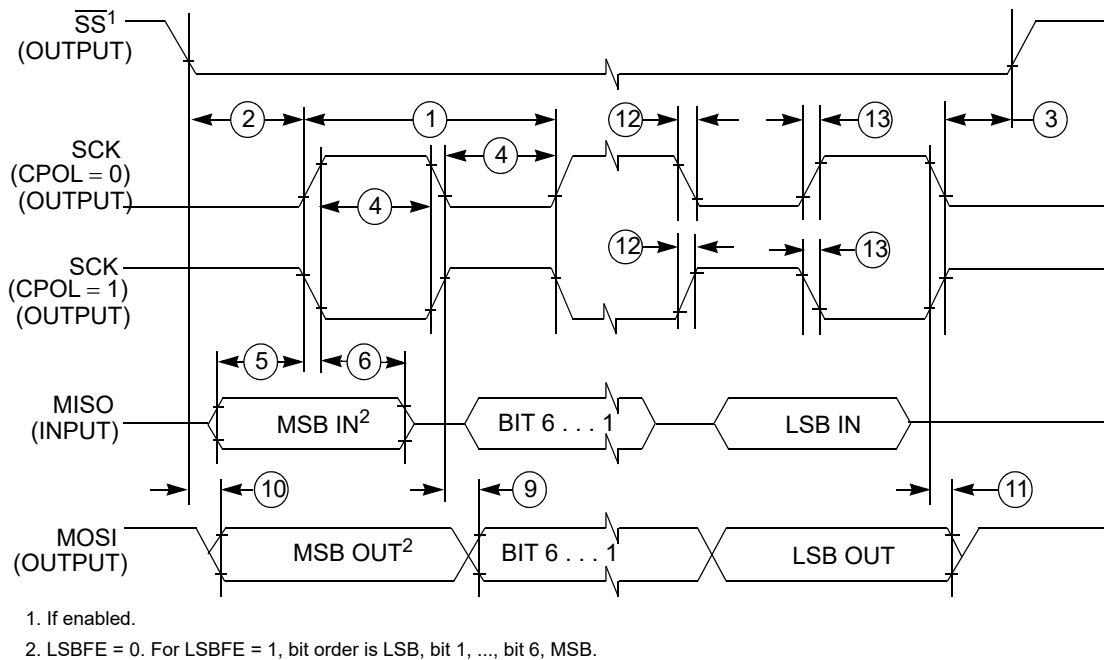 SS¹
(OUTPUT)
2
1
12
13
3
SCK
(CPOL = 0)
(OUTPUT)
4
4
SCK
(CPOL = 1)
(OUTPUT)
12
13
5
6
MISO
(INPUT)
MSB IN²
BIT 6 . . . 1
LSB IN
10
9
11
MOSI
(OUTPUT)
MSB OUT²
BIT 6 . . . 1
LSB OUT
1. If enabled.
2. LSBFE = 0. For LSBFE = 1, bit order is LSB, bit 1, ..., bit 6, MSB.